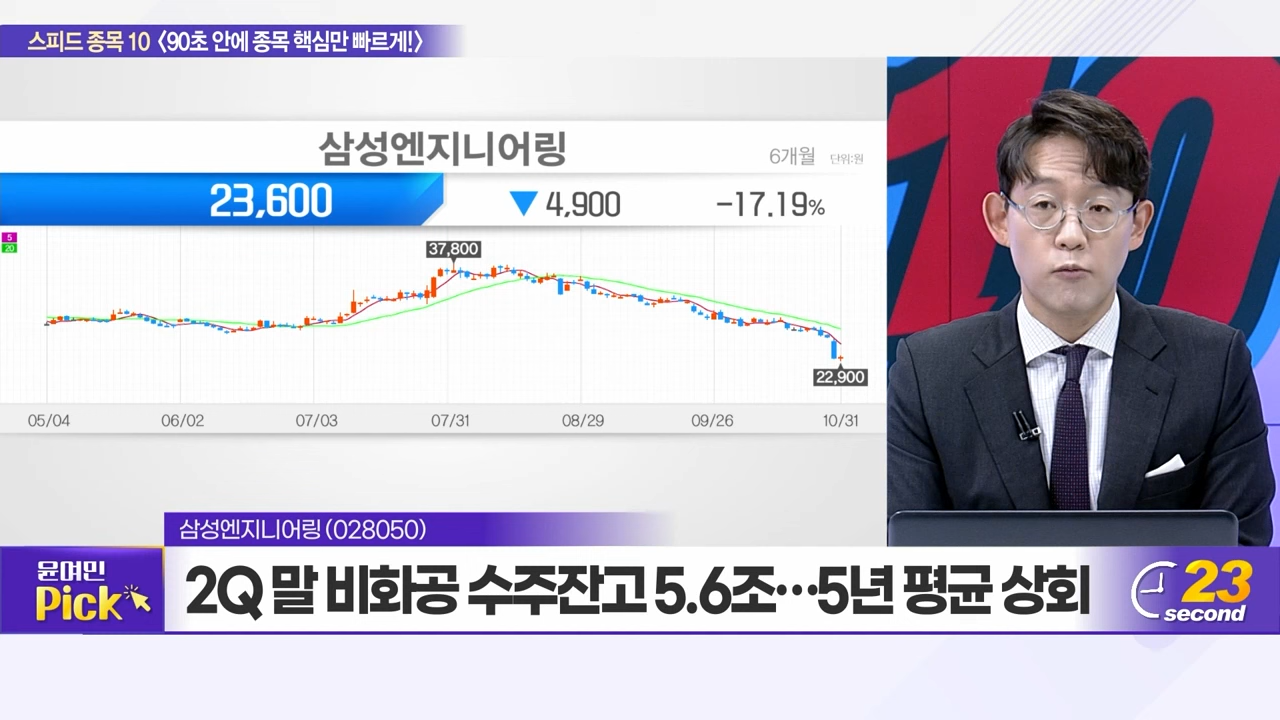 스피드 종목 10 〈90초 안에 종목 핵심만 빠르게!〉
삼성엔지니어링
6개월 단위:원
23,600 ▼ 4,900 -17.19%
5
20
37,800
22,900
05/04 06/02 07/03 07/31 08/29 09/26 10/31
삼성엔지니어링 (028050)
윤여민
Pick
2Q 말 비화공 수주잔고 5.6조…5년 평균 상회
23
second
10